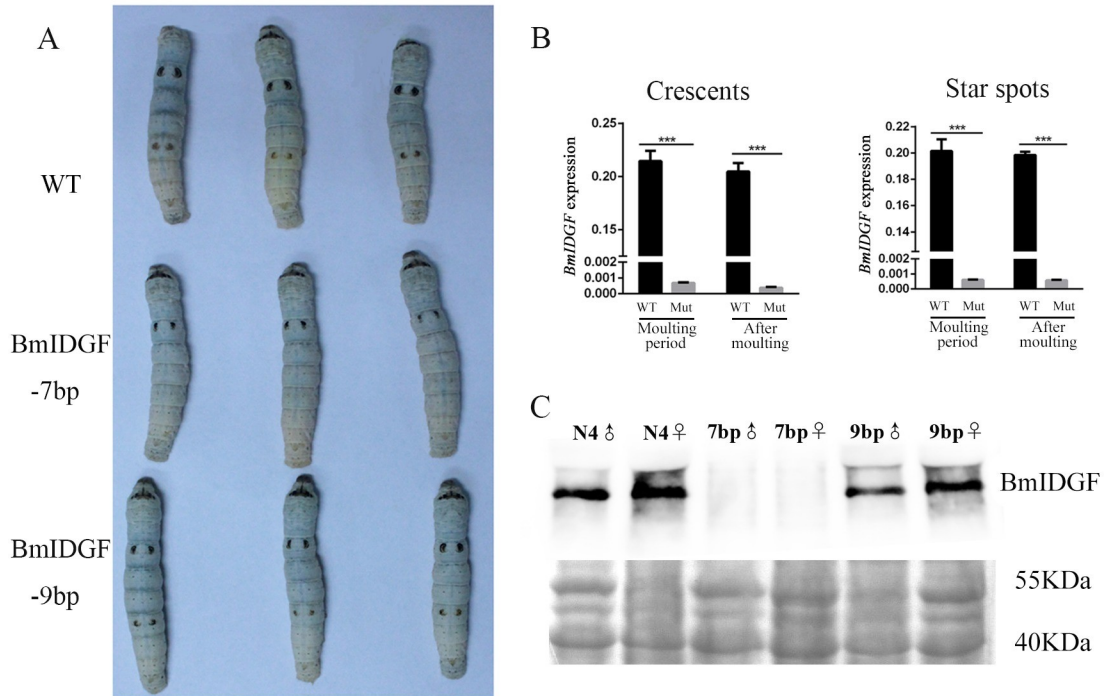 A
WT
BmIDGF
-7bp
BmIDGF
-9bp
B
Crescents
BmIDGF expression
0.25
0.20
0.15
0.002
0.001
0.000
***
***
WT Mut WT Mut
Moulting period
After moulting
Star spots
BmIDGF expression
0.22
0.20
0.18
0.16
0.14
0.12
0.002
0.001
0.000
***
***
WT Mut WT Mut
Moulting period
After moulting
C
N4♂ N4♀ 7bp♂ 7bp♀ 9bp♂ 9bp♀
BmIDGF
55KDa
40KDa